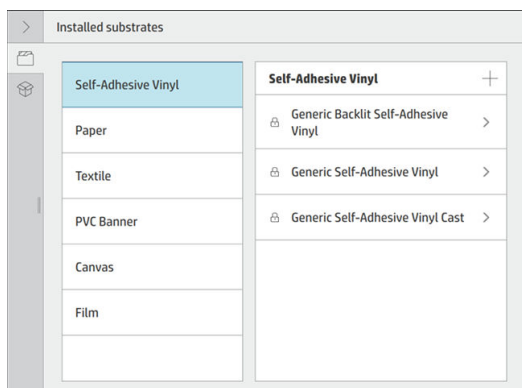 Installed substrates
Self-Adhesive Vinyl
Paper
Textile
PVC Banner
Canvas
Film
Self-Adhesive Vinyl
Generic Backlit Self-Adhesive
Vinyl
Generic Self-Adhesive Vinyl
Generic Self-Adhesive Vinyl Cast